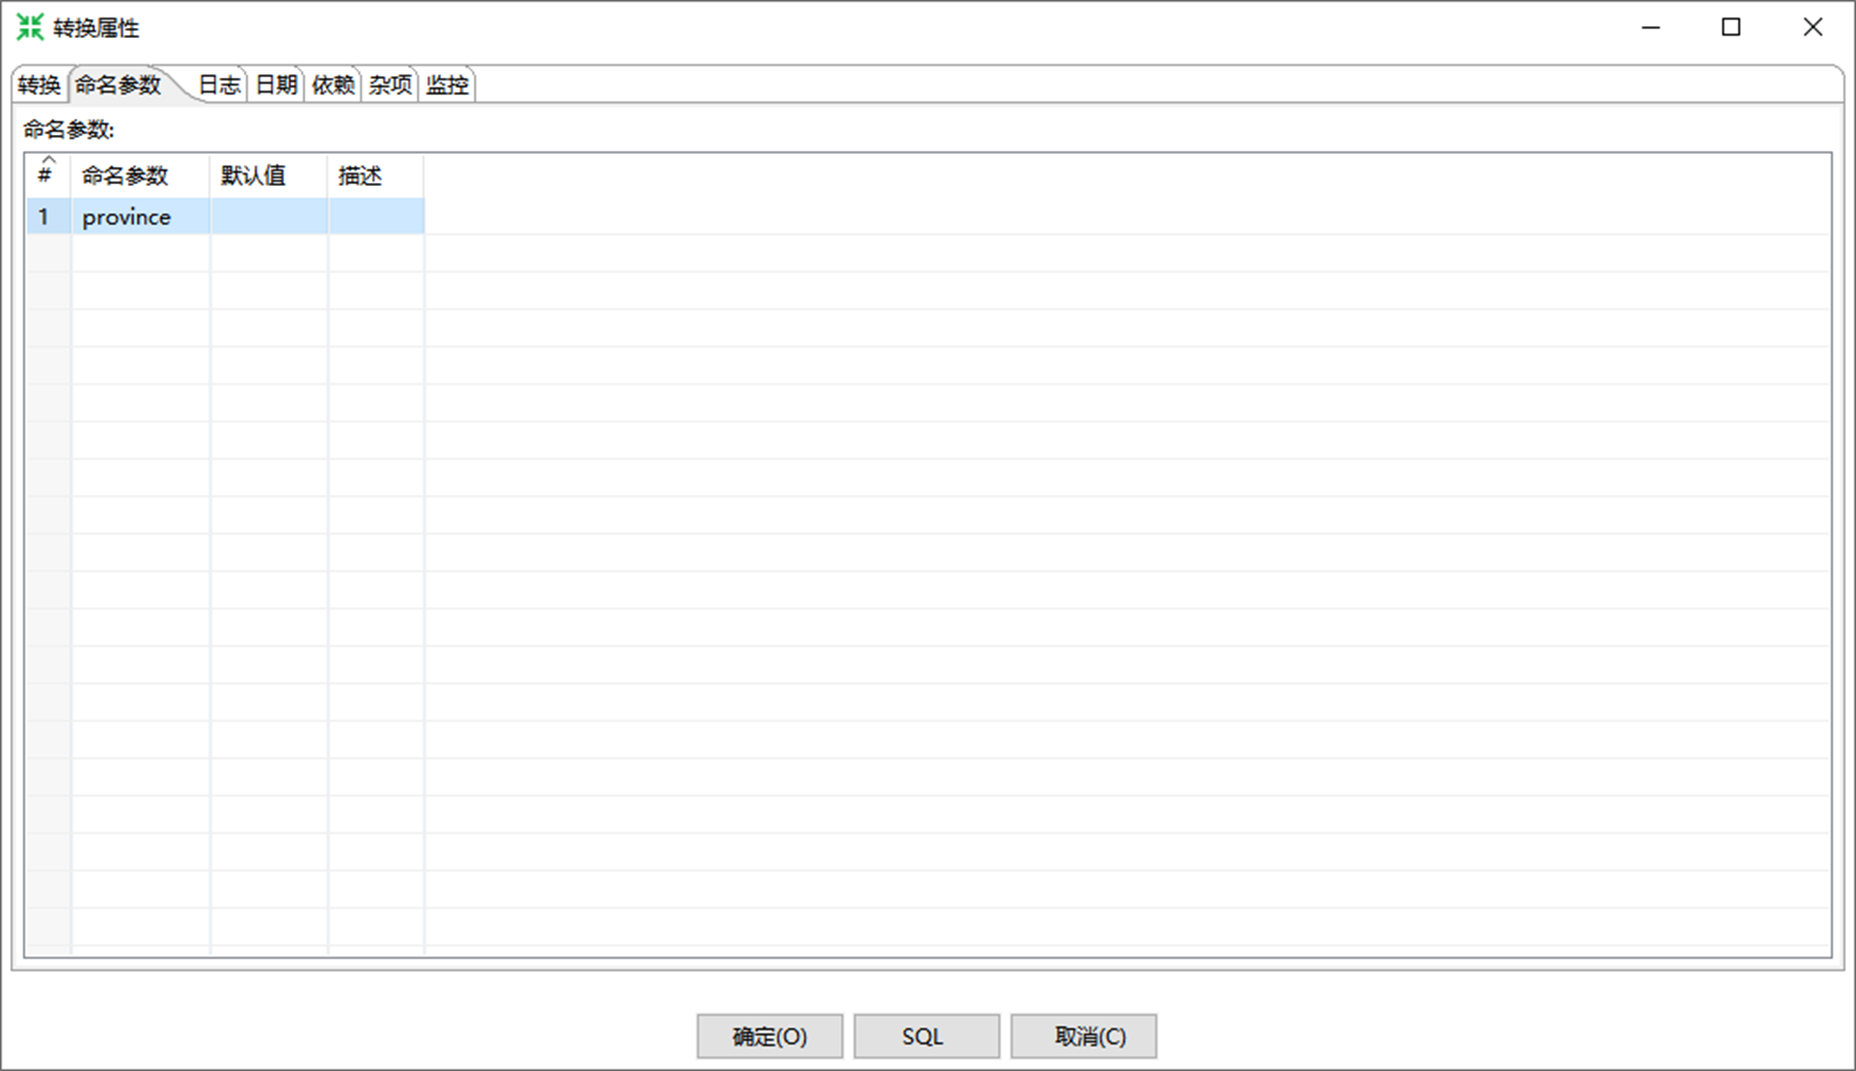 转换属性
转换 命名参数 日志 日期 依赖 杂项 监控
命名参数:
# 命名参数 默认值 描述
1 province
确定(O) SQL 取消(C)